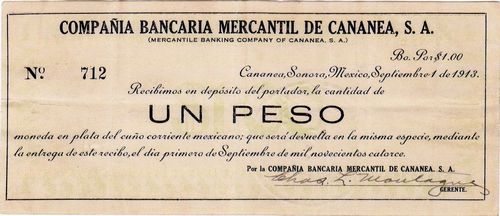 COMPAÑIA BANCARIA MERCANTIL DE CANANEA, S. A.
(MERCANTILE BANKING COMPANY OF CANANEA, S. A.)
Bo. Por $1.00
No. 712
Cananea, Sonora, Mexico, Septiembre 1 de 1913.
Recibimos en depósito del portador, la cantidad de
UN PESO
moneda en plata del cuño corriente mexicano; que será devuelta en la misma especie, mediante
la entrega de este recibo, el día primero de Septiembre de mil novecientos catorce.
Por la COMPAÑIA BANCARIA MERCANTIL DE CANANEA. S. A.
Chas. L. Montague
GERENTE.